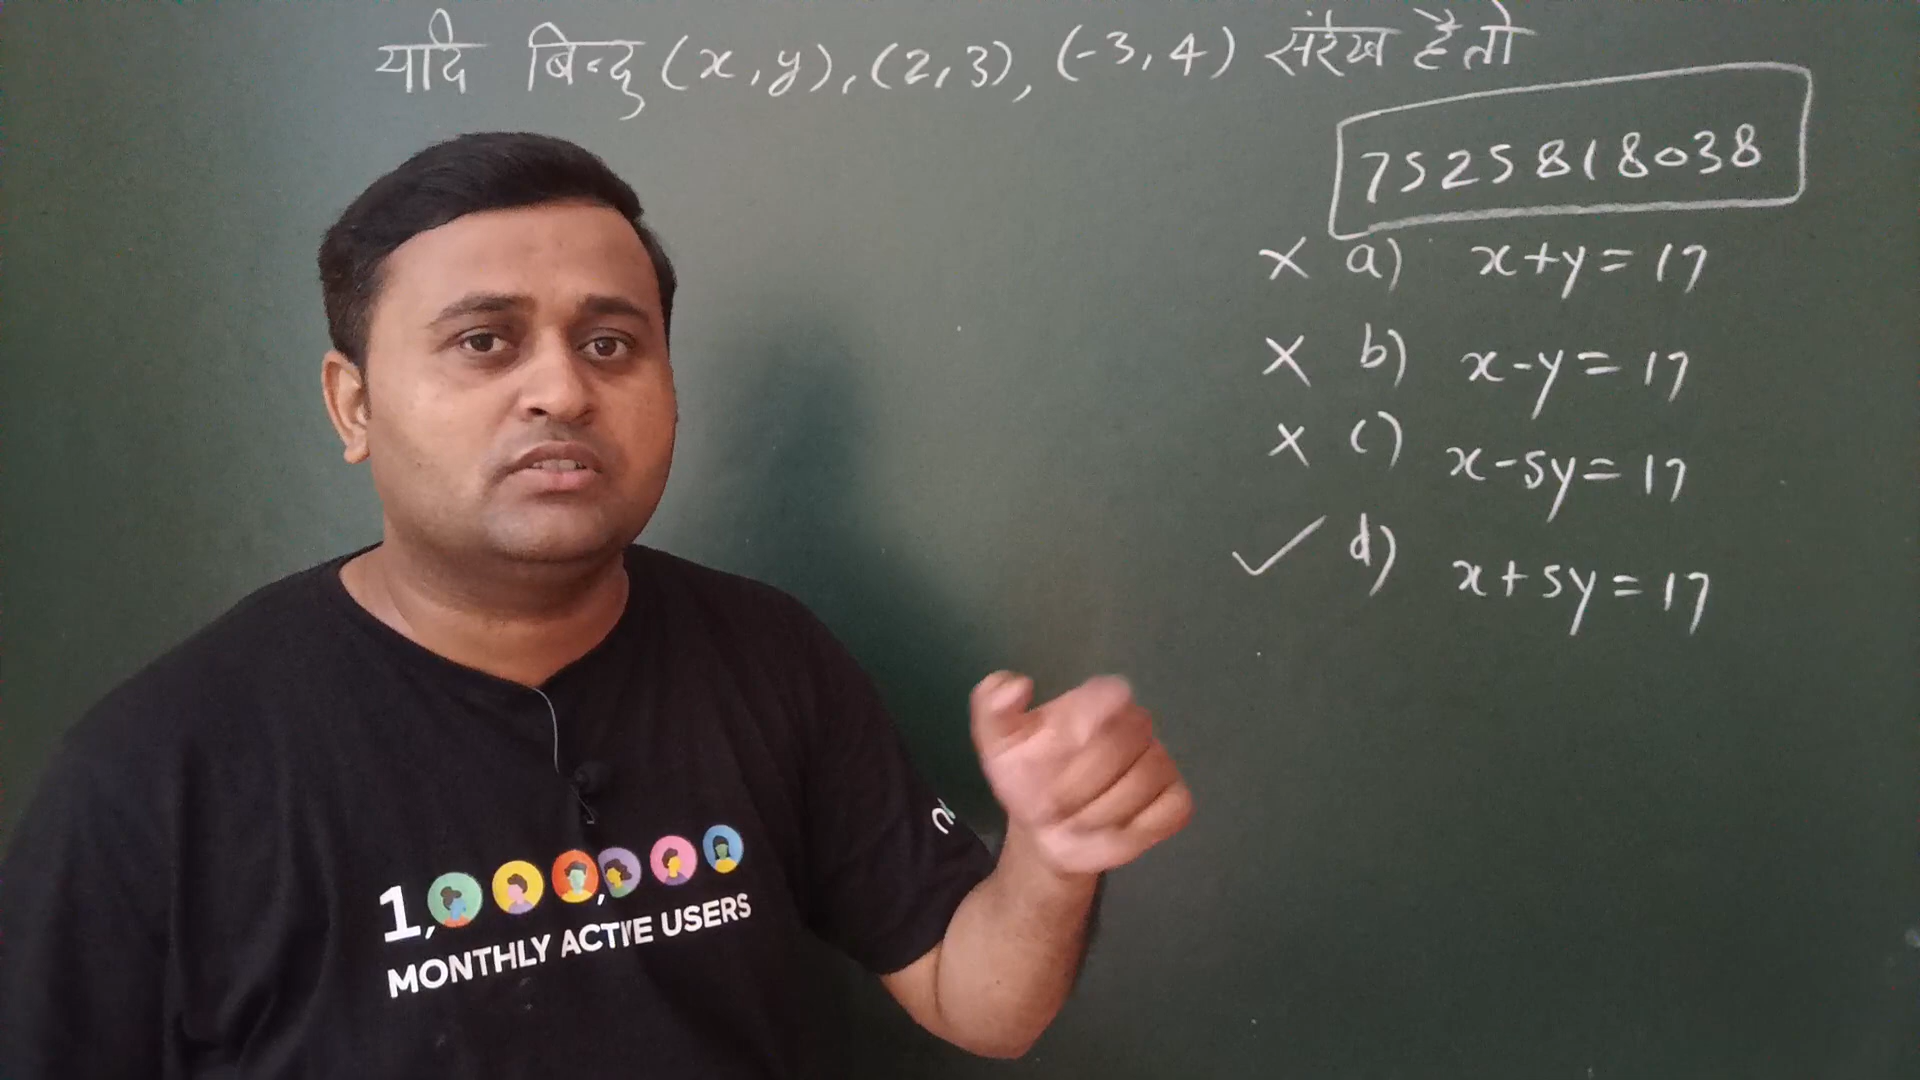 यदि बिन्दु (x,y), (2,3), (-3,4) संरेख है तो
7525818038
× a) x+y=17
× b) x-y=17
× c) x-5y=17
✓ d) x+5y=17
1,
MONTHLY ACTIVE USERS